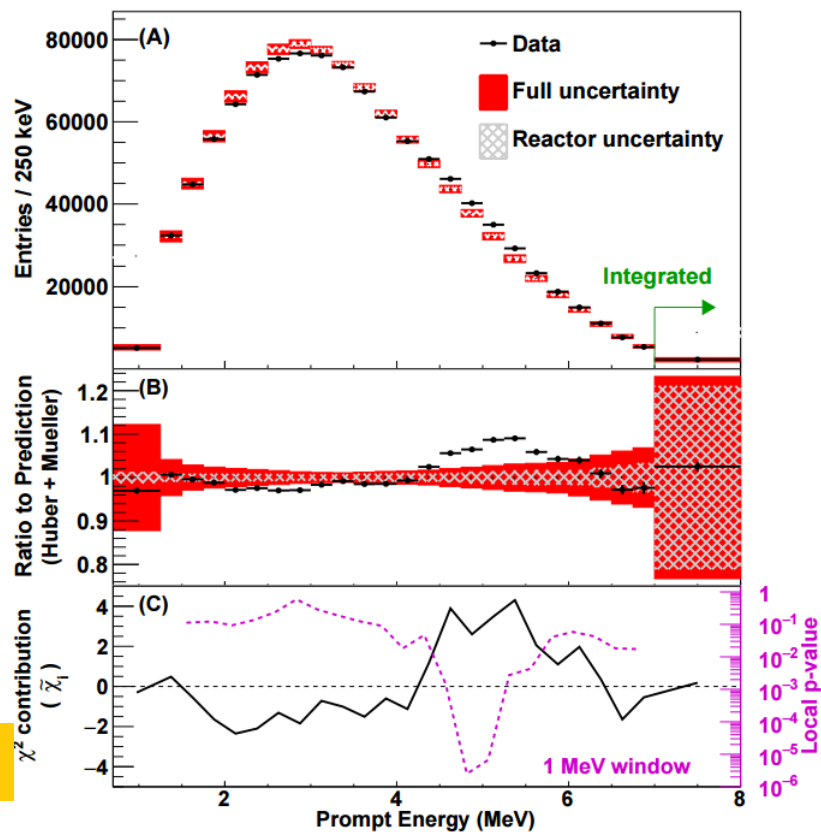 (A)
Data
Full uncertainty
Reactor uncertainty
Integrated
Entries / 250 keV
80000
60000
40000
20000
(B)
Ratio to Prediction
(Huber + Mueller)
1.2
1.1
1
0.9
0.8
(C)
χ² contribution
( χ̃ᵢ )
4
2
0
−2
−4
1
10⁻¹
10⁻²
10⁻³
10⁻⁴
10⁻⁵
10⁻⁶
Local p-value
1 MeV window
2 4 6 8
Prompt Energy (MeV)